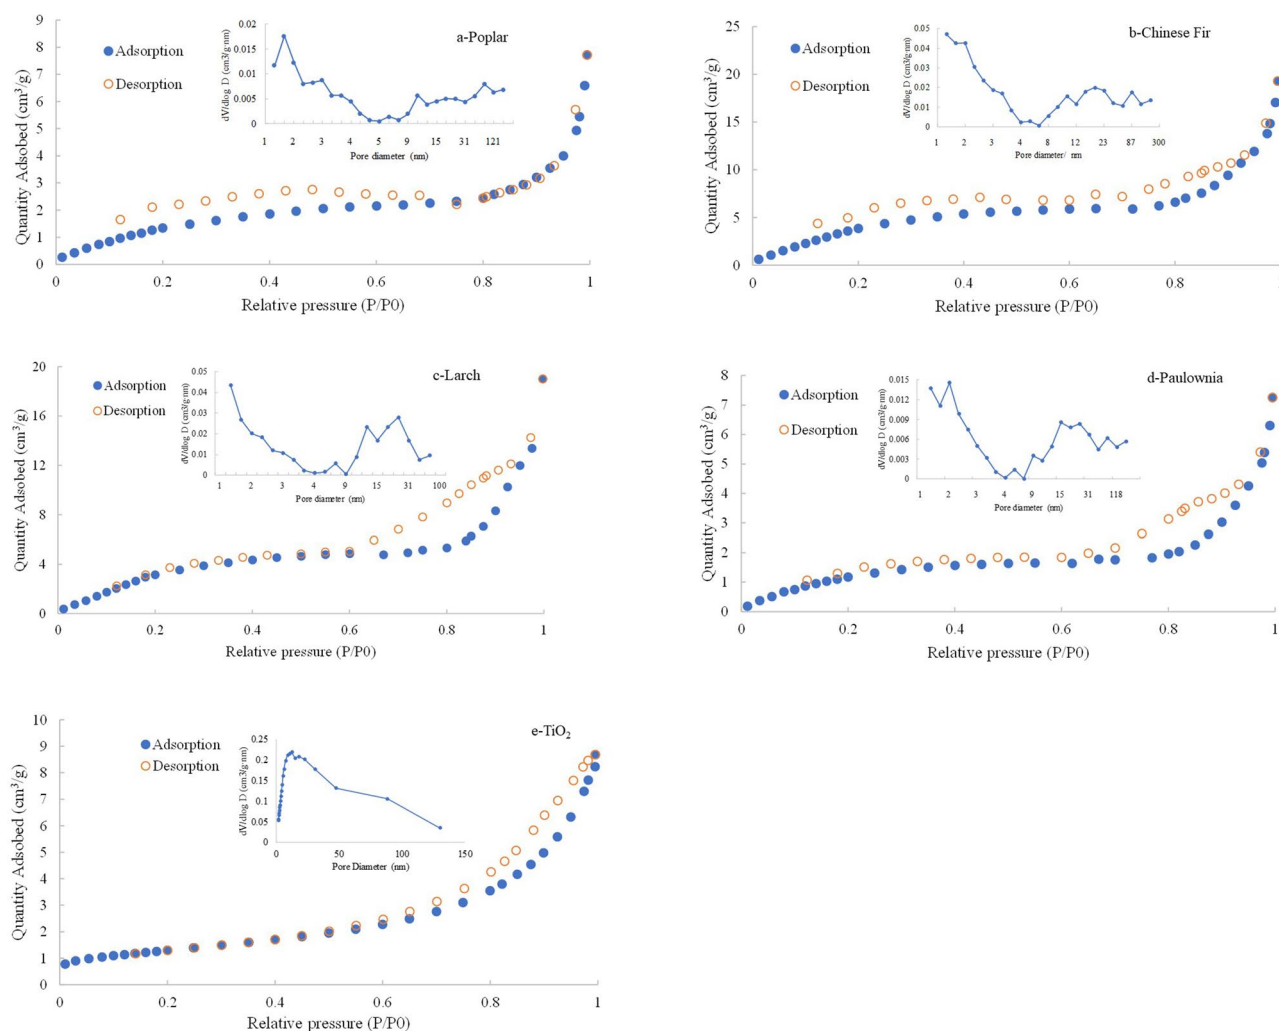 a-Poplar
Adsorption
Desorption
Quantity Adsobed (cm³/g)
9
8
7
6
5
4
3
2
1
0
0 0.2 0.4 0.6 0.8 1
Relative pressure (P/P0)
dV/dlog D (cm3/g·nm)
0.02
0.015
0.01
0.005
0
1 2 3 4 5 9 15 31 121
Pore diameter (nm)
b-Chinese Fir
Adsorption
Desorption
Quantity Adsobed (cm³/g)
25
20
15
10
5
0
0 0.2 0.4 0.6 0.8
Relative pressure (P/P0)
dV/dlog D (cm3/g·nm)
0.05
0.04
0.03
0.02
0.01
0
1 2 3 4 8 12 23 87 300
Pore diameter/ nm
c-Larch
Adsorption
Desorption
Quantity Adsobed (cm³/g)
20
16
12
8
4
0
0 0.2 0.4 0.6 0.8 1
Relative pressure (P/P0)
dV/dlog D (cm3/g·nm)
0.05
0.04
0.03
0.02
0.01
0
1 2 3 4 9 15 31 100
Pore diameter (nm)
d-Paulownia
Adsorption
Desorption
Quantity Adsobed (cm³/g)
8
7
6
5
4
3
2
1
0
0 0.2 0.4 0.6 0.8 1
Relative pressure (P/P0)
dV/dlog D (cm3/g·nm)
0.015
0.012
0.009
0.006
0.003
0
1 2 3 4 9 15 31 118
Pore diameter (nm)
e-TiO₂
Adsorption
Desorption
Quantity Adsobed (cm³/g)
10
9
8
7
6
5
4
3
2
1
0
0 0.2 0.4 0.6 0.8 1
Relative pressure (P/P0)
dV/dlog D (cm3/g·nm)
0.25
0.2
0.15
0.1
0.05
0
0 50 100 150
Pore Diameter (nm)